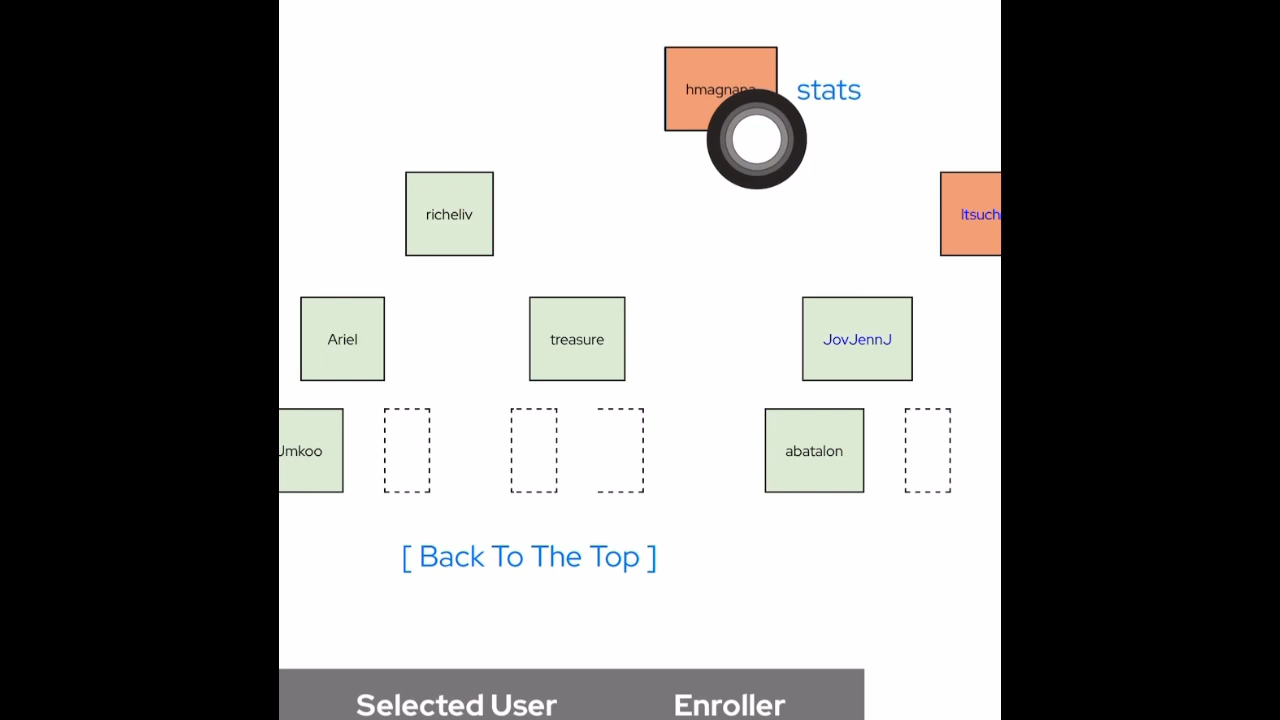 stats
richeliv
Ariel
treasure
JovJennJ
abatalon
[ Back To The Top ]
Selected User
Enroller